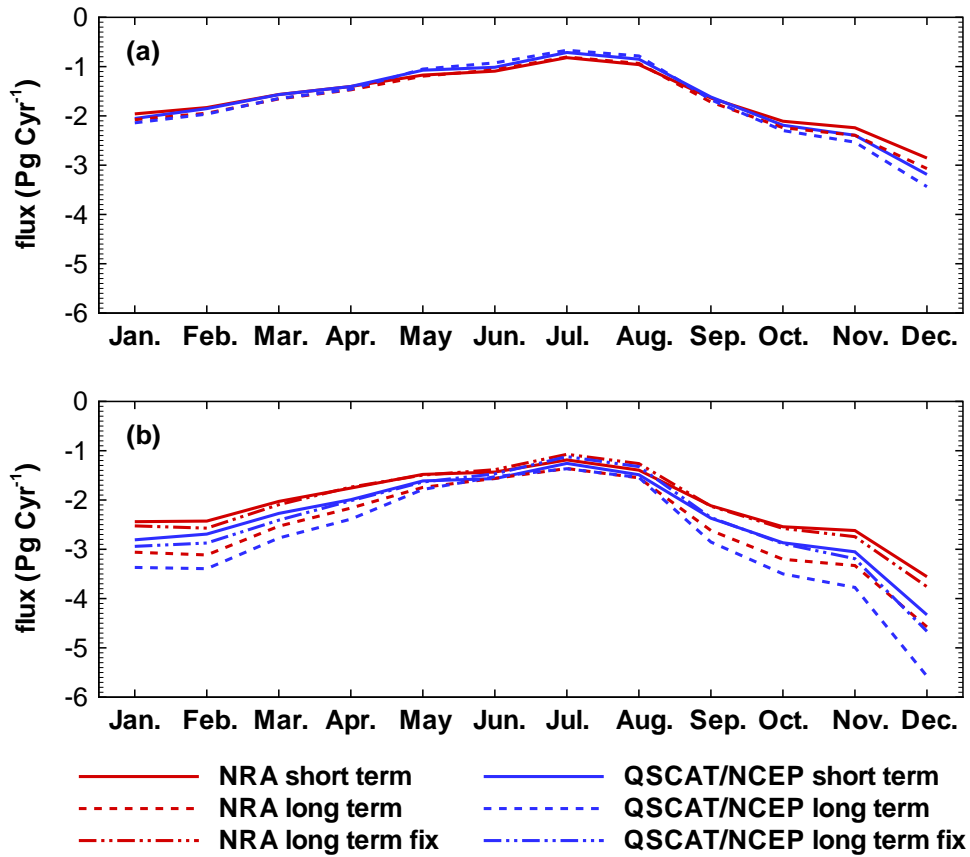 0
(a)
-1
-2
-3
-4
-5
-6
flux (Pg Cyr⁻¹)
Jan. Feb. Mar. Apr. May Jun. Jul. Aug. Sep. Oct. Nov. Dec.
0
(b)
-1
-2
-3
-4
-5
-6
flux (Pg Cyr⁻¹)
Jan. Feb. Mar. Apr. May Jun. Jul. Aug. Sep. Oct. Nov. Dec.
NRA short term QSCAT/NCEP short term
NRA long term QSCAT/NCEP long term
NRA long term fix QSCAT/NCEP long term fix